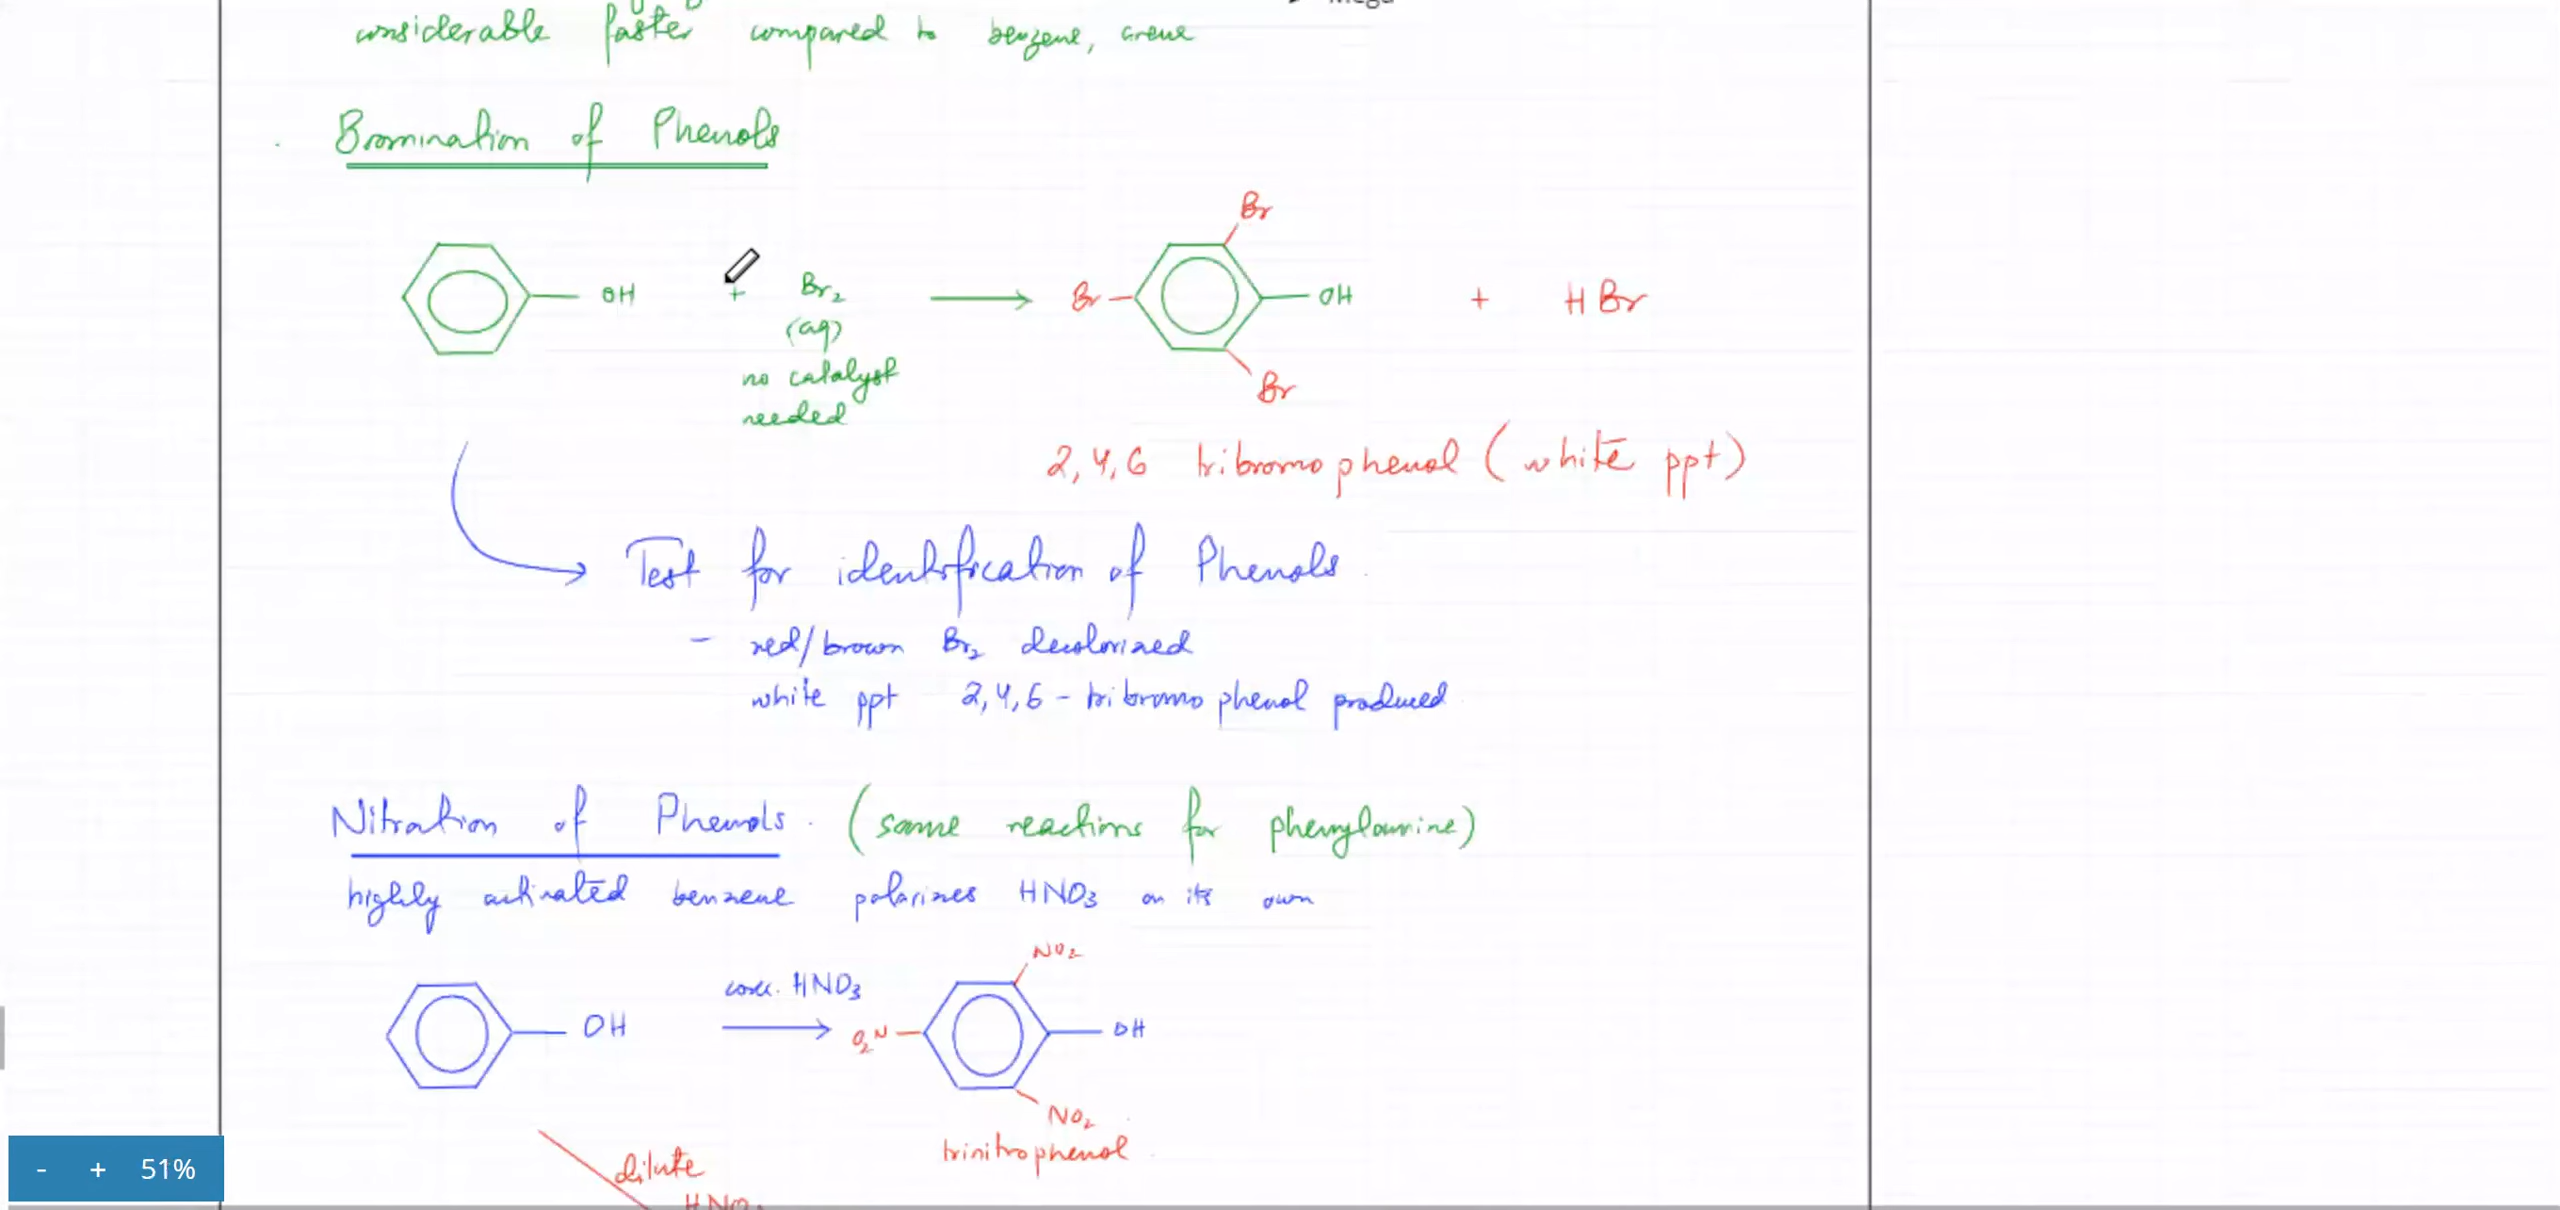 considerable faster compared to benzene, arene
Bromination of Phenols
Br
OH + Br2 Br OH + HBr
(aq)
no catalyst
needed
Br
2,4,6 tribromophenol (white ppt)
Test for identification of Phenols
- red/brown Br2 decolorized
white ppt 2,4,6 - tribromophenol produced
Nitration of Phenols. (same reactions for phenylamine)
highly activated benzene polarizes HNO3 on its own
NO2
OH conc. HNO3 O2N OH
NO2
trinitrophenol
dilute
- + 51%